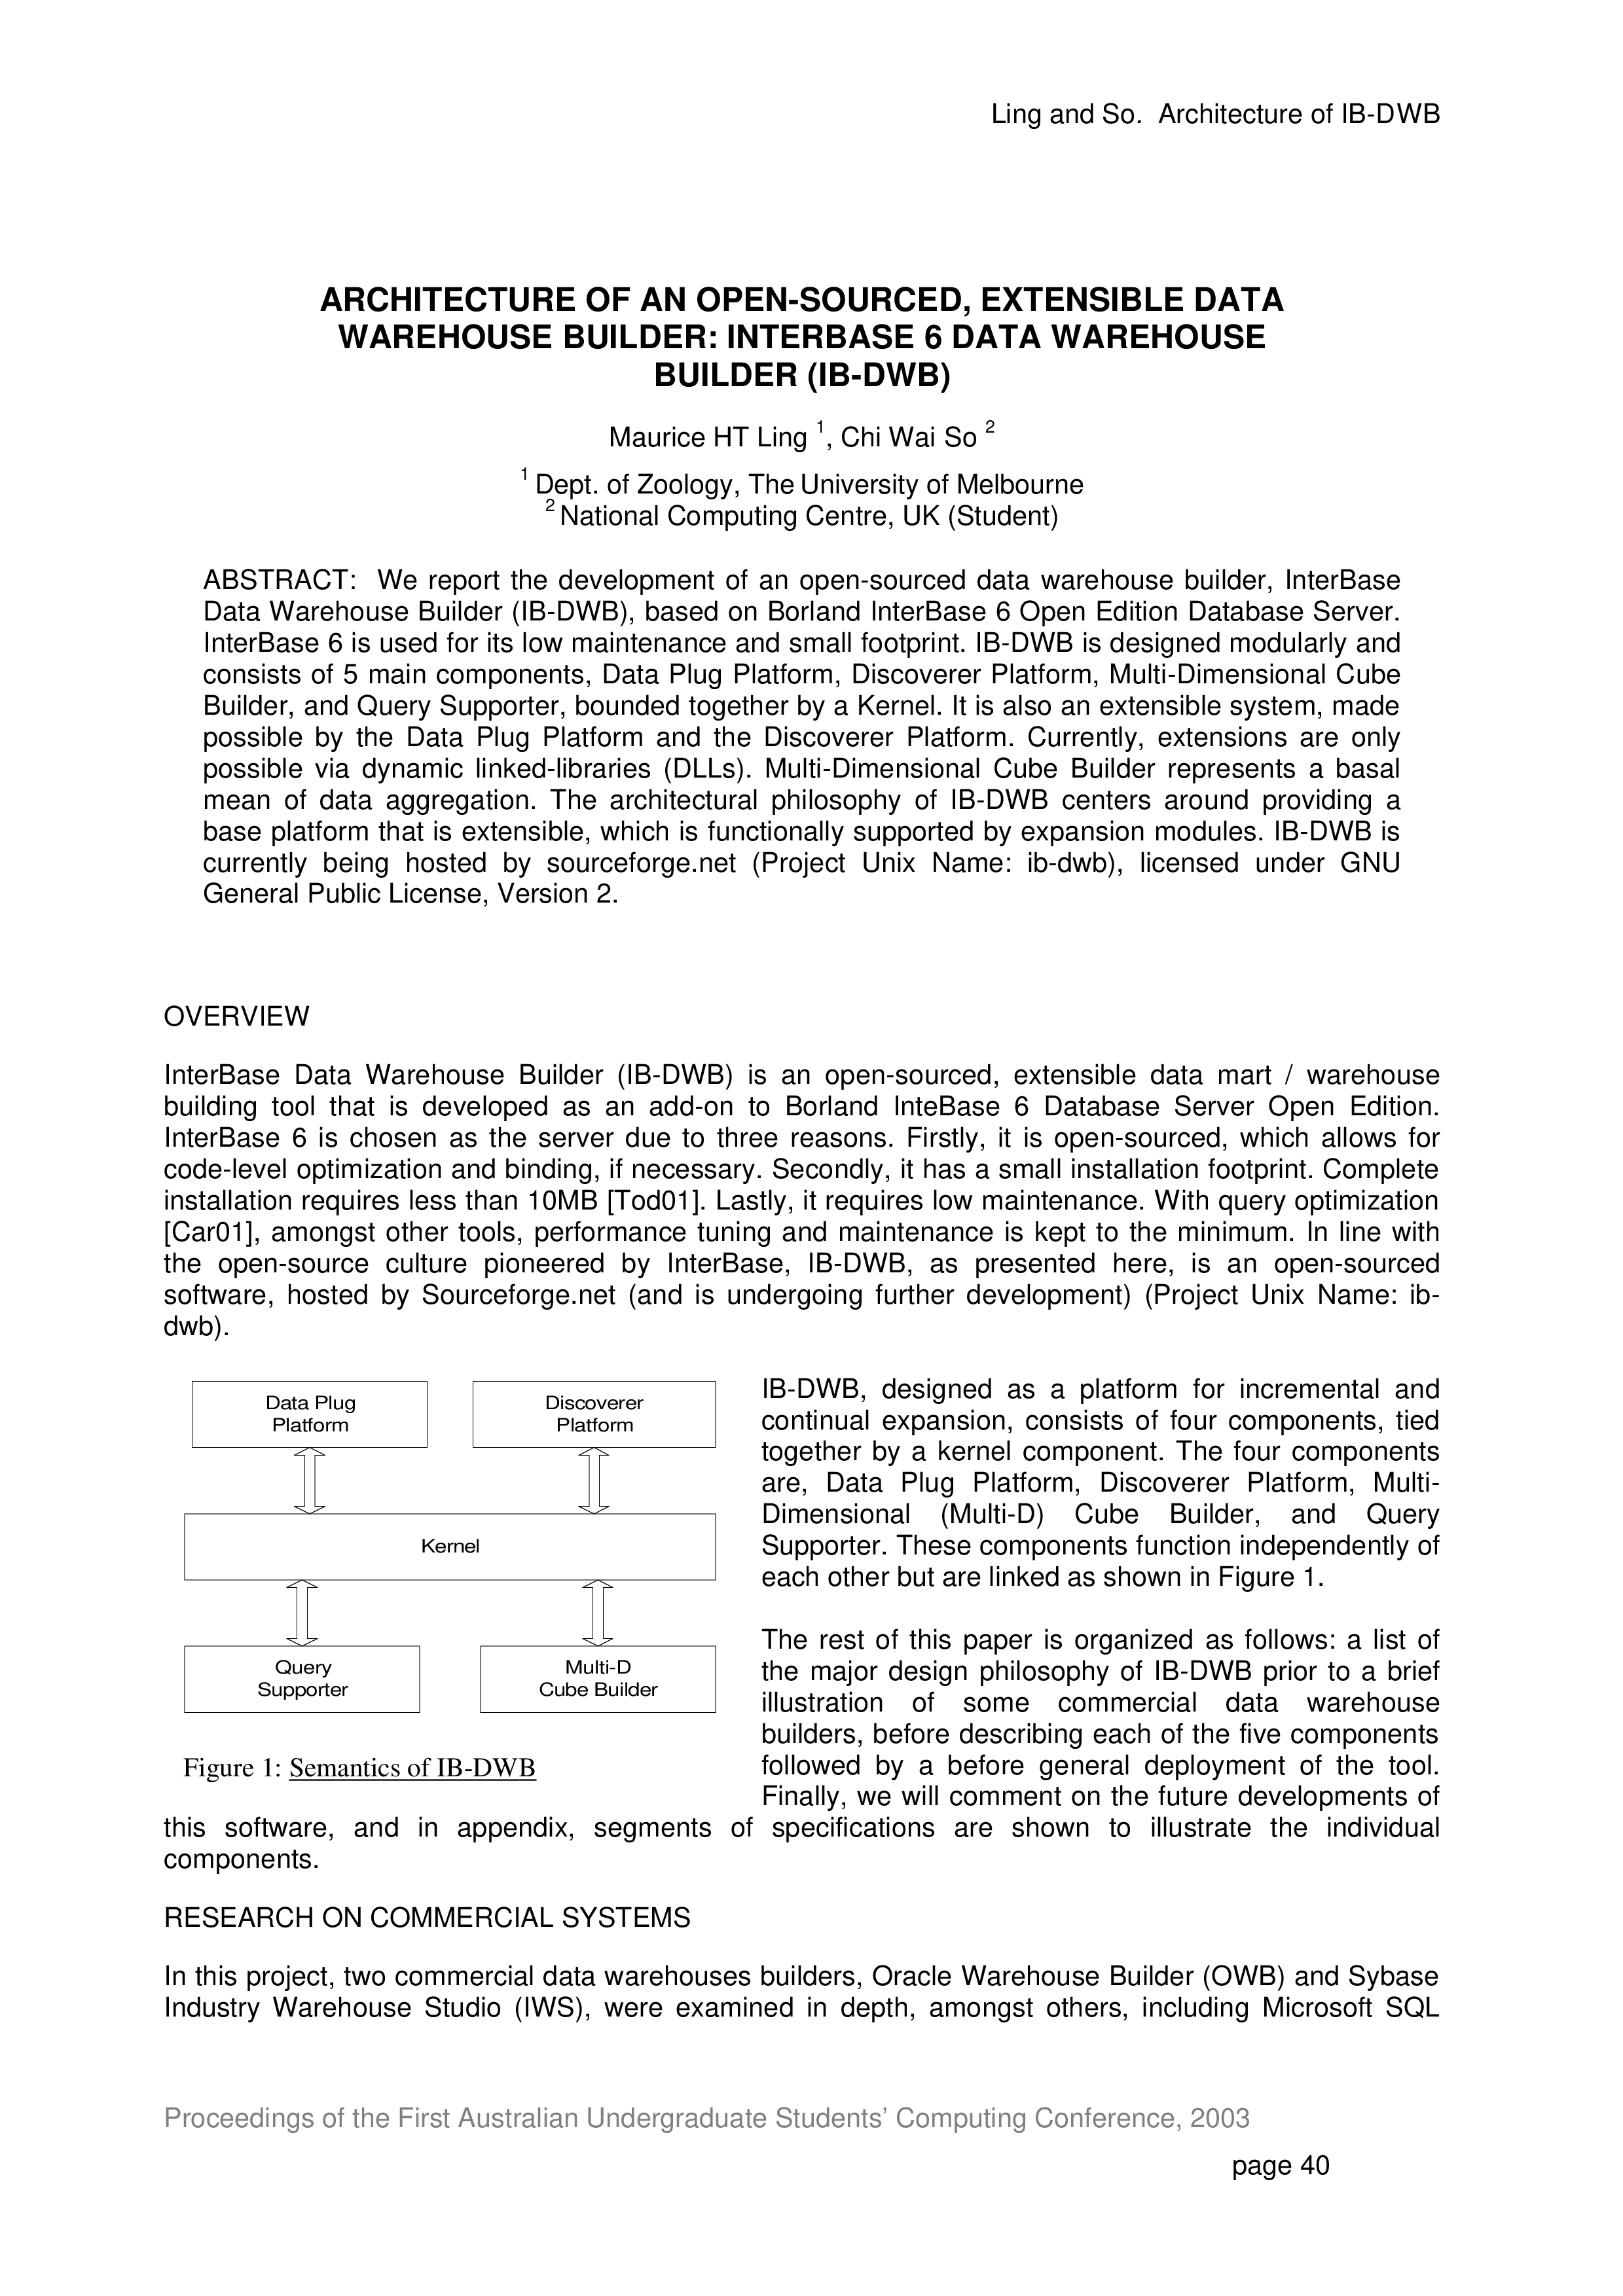 Ling and So.  Architecture of IB-DWB
ARCHITECTURE OF AN OPEN-SOURCED, EXTENSIBLE DATA
WAREHOUSE BUILDER: INTERBASE 6 DATA WAREHOUSE
BUILDER (IB-DWB)
Maurice HT Ling 1, Chi Wai So 2
1 Dept. of Zoology, The University of Melbourne
2 National Computing Centre, UK (Student)
ABSTRACT:  We report the development of an open-sourced data warehouse builder, InterBase
Data Warehouse Builder (IB-DWB), based on Borland InterBase 6 Open Edition Database Server.
InterBase 6 is used for its low maintenance and small footprint. IB-DWB is designed modularly and
consists of 5 main components, Data Plug Platform, Discoverer Platform, Multi-Dimensional Cube
Builder, and Query Supporter, bounded together by a Kernel. It is also an extensible system, made
possible by the Data Plug Platform and the Discoverer Platform. Currently, extensions are only
possible via dynamic linked-libraries (DLLs). Multi-Dimensional Cube Builder represents a basal
mean of data aggregation. The architectural philosophy of IB-DWB centers around providing a
base platform that is extensible, which is functionally supported by expansion modules. IB-DWB is
currently being hosted by sourceforge.net (Project Unix Name: ib-dwb), licensed under GNU
General Public License, Version 2.
OVERVIEW
InterBase Data Warehouse Builder (IB-DWB) is an open-sourced, extensible data mart / warehouse
building tool that is developed as an add-on to Borland InteBase 6 Database Server Open Edition.
InterBase 6 is chosen as the server due to three reasons. Firstly, it is open-sourced, which allows for
code-level optimization and binding, if necessary. Secondly, it has a small installation footprint. Complete
installation requires less than 10MB [Tod01]. Lastly, it requires low maintenance. With query optimization
[Car01], amongst other tools, performance tuning and maintenance is kept to the minimum. In line with
the open-source culture pioneered by InterBase, IB-DWB, as presented here, is an open-sourced
software, hosted by Sourceforge.net (and is undergoing further development) (Project Unix Name: ib-
dwb).
Data Plug
Platform
Discoverer
Platform
Kernel
Query
Supporter
Multi-D
Cube Builder
Figure 1: Semantics of IB-DWB
IB-DWB, designed as a platform for incremental and
continual expansion, consists of four components, tied
together by a kernel component. The four components
are, Data Plug Platform, Discoverer Platform, Multi-
Dimensional (Multi-D) Cube Builder, and Query
Supporter. These components function independently of
each other but are linked as shown in Figure 1.
The rest of this paper is organized as follows: a list of
the major design philosophy of IB-DWB prior to a brief
illustration of some commercial data warehouse
builders, before describing each of the five components
followed by a before general deployment of the tool.
Finally, we will comment on the future developments of
this software, and in appendix, segments of specifications are shown to illustrate the individual
components.
RESEARCH ON COMMERCIAL SYSTEMS
In this project, two commercial data warehouses builders, Oracle Warehouse Builder (OWB) and Sybase
Industry Warehouse Studio (IWS), were examined in depth, amongst others, including Microsoft SQL
Proceedings of the First Australian Undergraduate Students’ Computing Conference, 2003
page 40